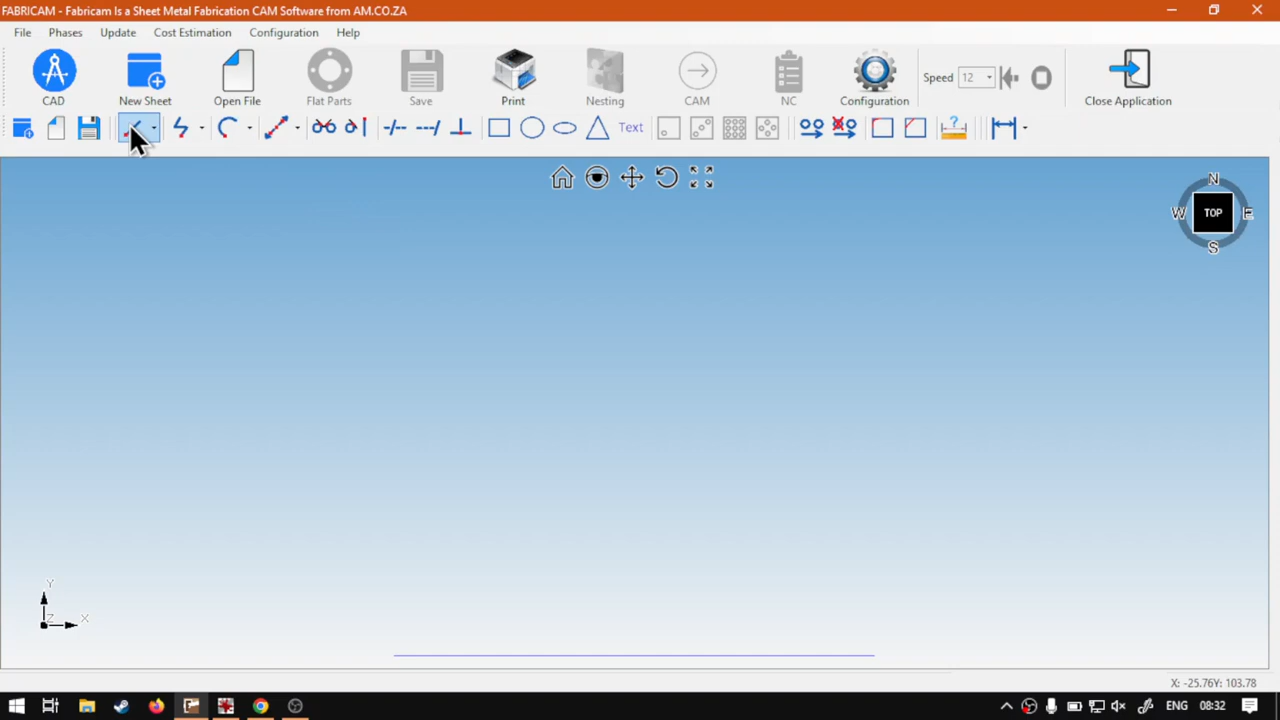 FABRICAM - Fabricam Is a Sheet Metal Fabrication CAM Software from AM.CO.ZA
File Phases Update Cost Estimation Configuration Help
CAD New Sheet Open File Flat Parts Save Print Nesting CAM NC Configuration Speed 12 Close Application
Text
N
W TOP E
S
Y
Z X
X: -25.76Y: 103.78
ENG 08:32